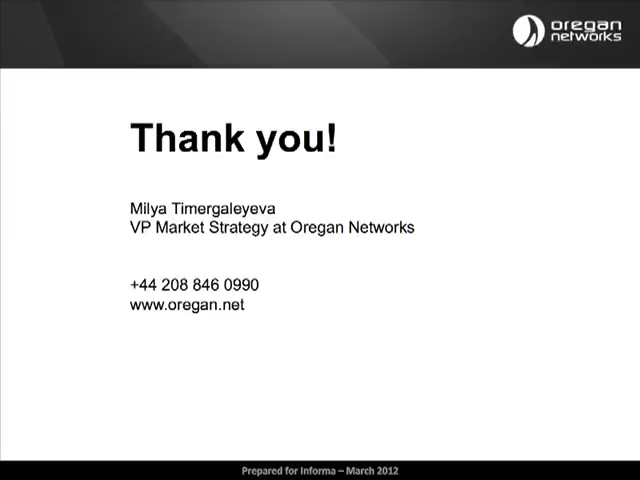 oregan
networks
Thank you!
Milya Timergaleyeva
VP Market Strategy at Oregan Networks
+44 208 846 0990
www.oregan.net
Prepared for Informa – March 2012